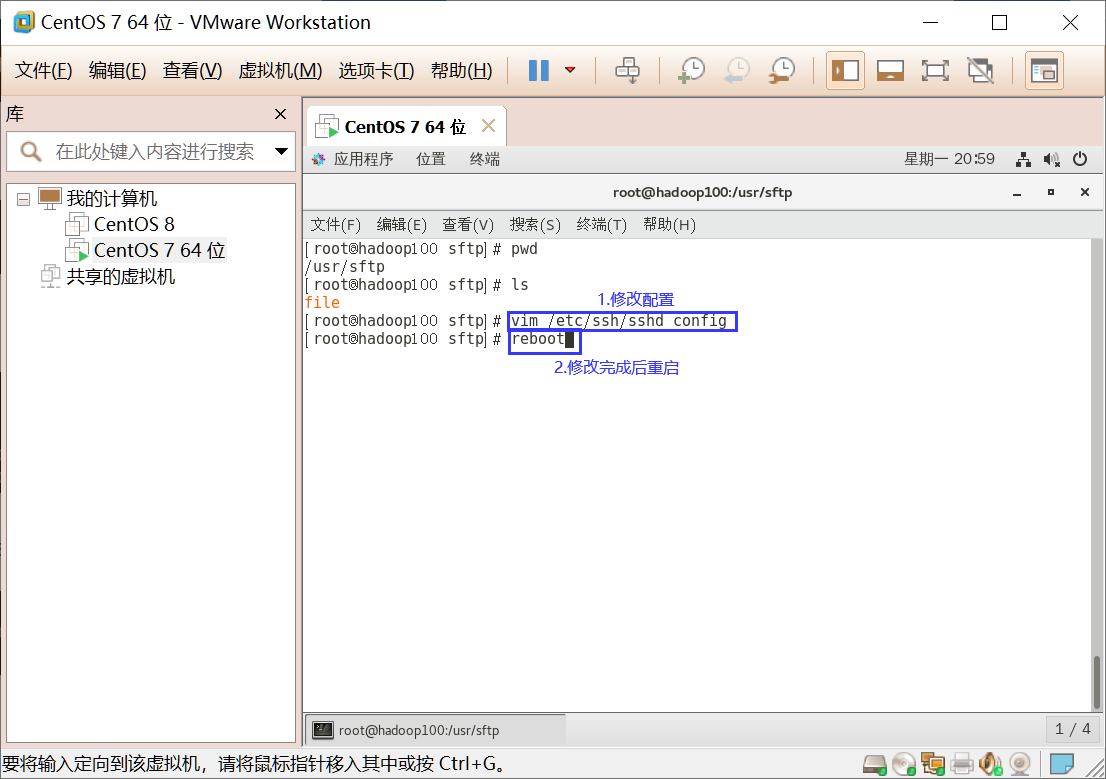 CentOS 7 64 位 - VMware Workstation
文件(F) 编辑(E) 查看(V) 虚拟机(M) 选项卡(T) 帮助(H)
库
在此处键入内容进行搜索
我的计算机
CentOS 8
CentOS 7 64 位
共享的虚拟机
CentOS 7 64 位
应用程序 位置 终端 星期一 20:59
root@hadoop100:/usr/sftp
文件(F) 编辑(E) 查看(V) 搜索(S) 终端(T) 帮助(H)
[root@hadoop100 sftp]# pwd
/usr/sftp
[root@hadoop100 sftp]# ls
file
1.修改配置
[root@hadoop100 sftp]# vim /etc/ssh/sshd_config
[root@hadoop100 sftp]# reboot
2.修改完成后重启
root@hadoop100:/usr/sftp
1 / 4
要将输入定向到该虚拟机，请将鼠标指针移入其中或按 Ctrl+G。